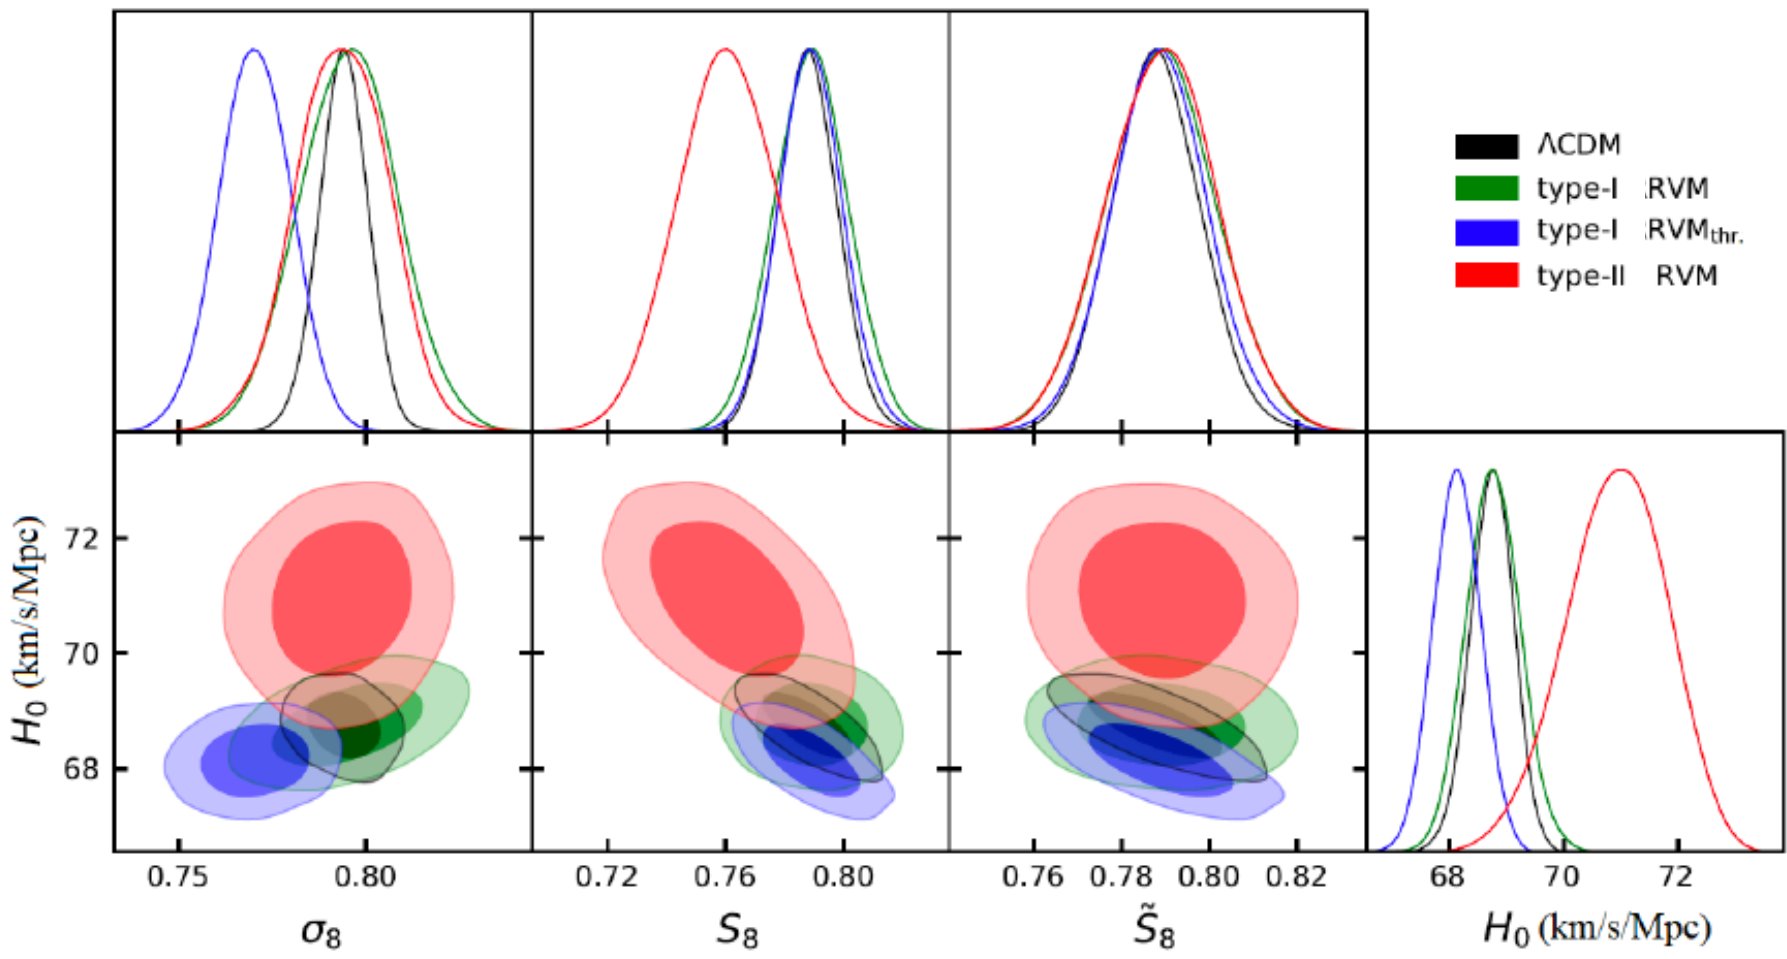 ΛCDM
type-I RRVM
type-I RRVMthr.
type-II RVM
H0 (km/s/Mpc)
72
70
68
0.75 0.80
0.72 0.76 0.80
0.76 0.78 0.80 0.82
68 70 72
σ8
S8
S̃8
H0 (km/s/Mpc)